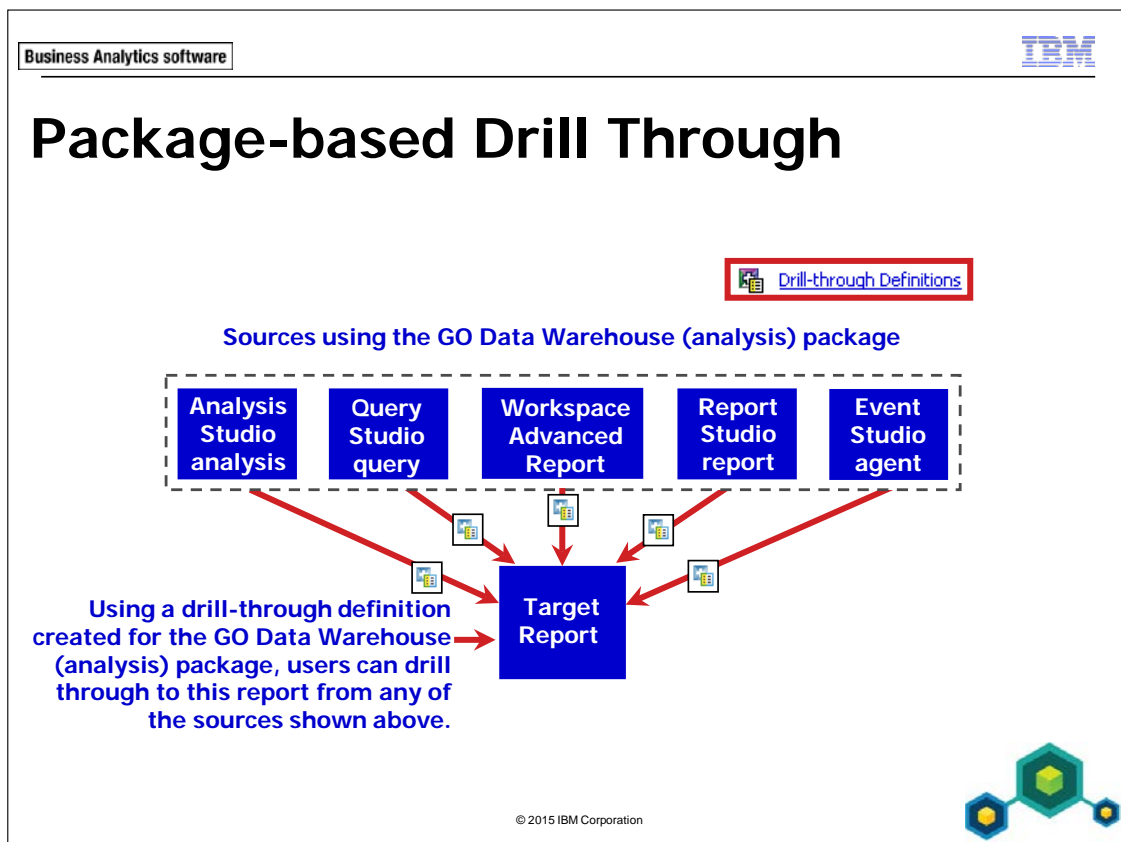 Business Analytics software
IBM
Package-based Drill Through
Drill-through Definitions
Sources using the GO Data Warehouse (analysis) package
Analysis
Studio
analysis
Query
Studio
query
Workspace
Advanced
Report
Report
Studio
report
Event
Studio
agent
Using a drill-through definition
created for the GO Data Warehouse
(analysis) package, users can drill
through to this report from any of
the sources shown above.
Target
Report
© 2015 IBM Corporation